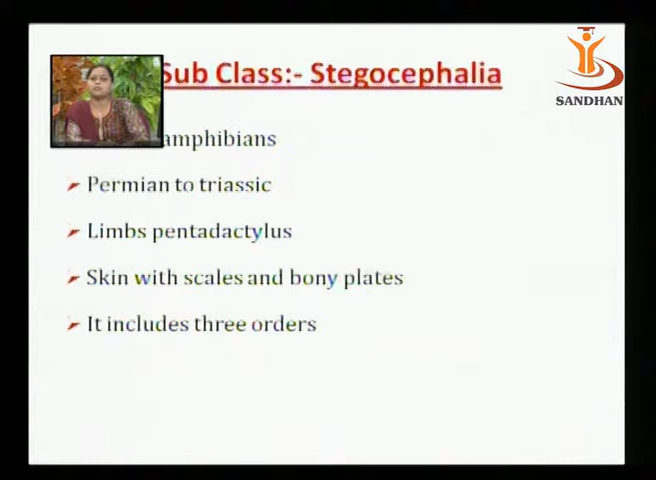 Sub Class:- Stegocephalia
SANDHAN
amphibians
Permian to triassic
Limbs pentadactylus
Skin with scales and bony plates
It includes three orders